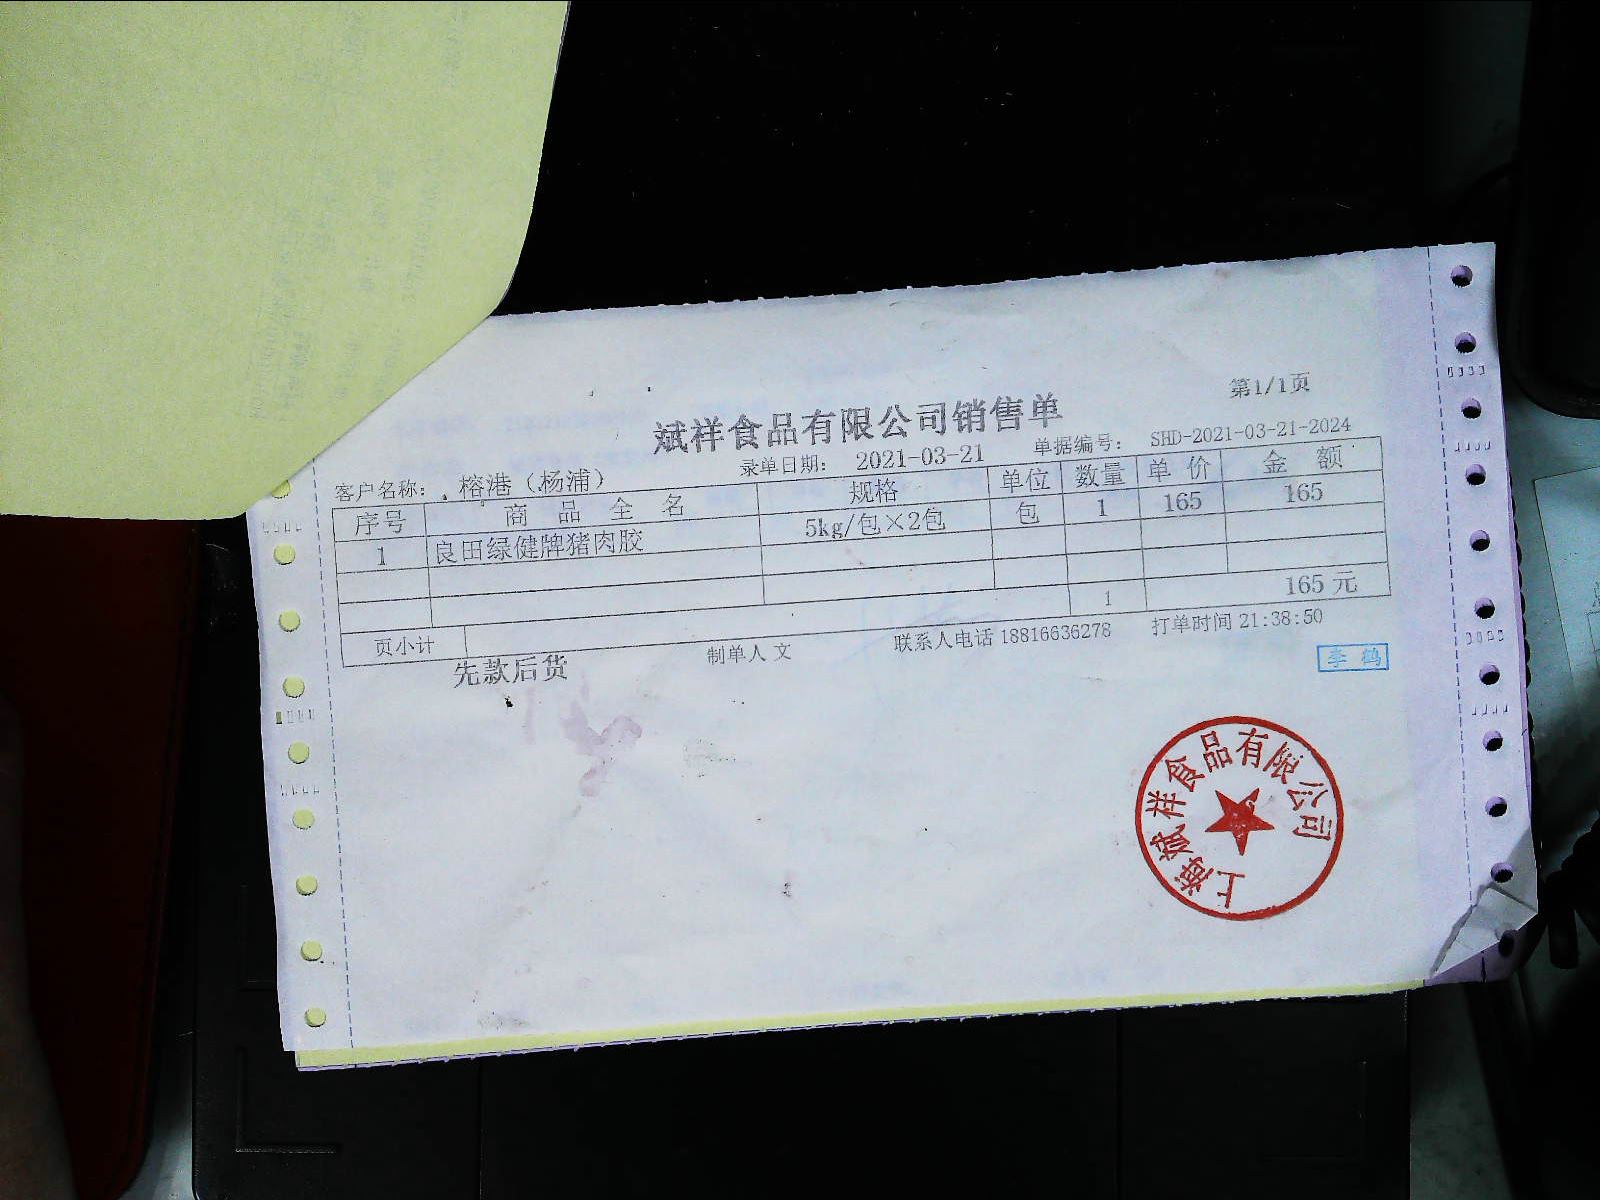 第1/1页
斌祥食品有限公司销售单
录单日期： 2021-03-21 单据编号： SHD-2021-03-21-2024
客户名称： 榕港（杨浦）
序号 商品全名 规格 单位 数量 单价 金额
1 良田绿健牌猪肉胶 5kg/包×2包 包 1 165 165
页小计 1 165元
先款后货 制单人 文 联系人电话 18816636278 打单时间 21:38:50
李鹤
上海斌祥食品有限公司